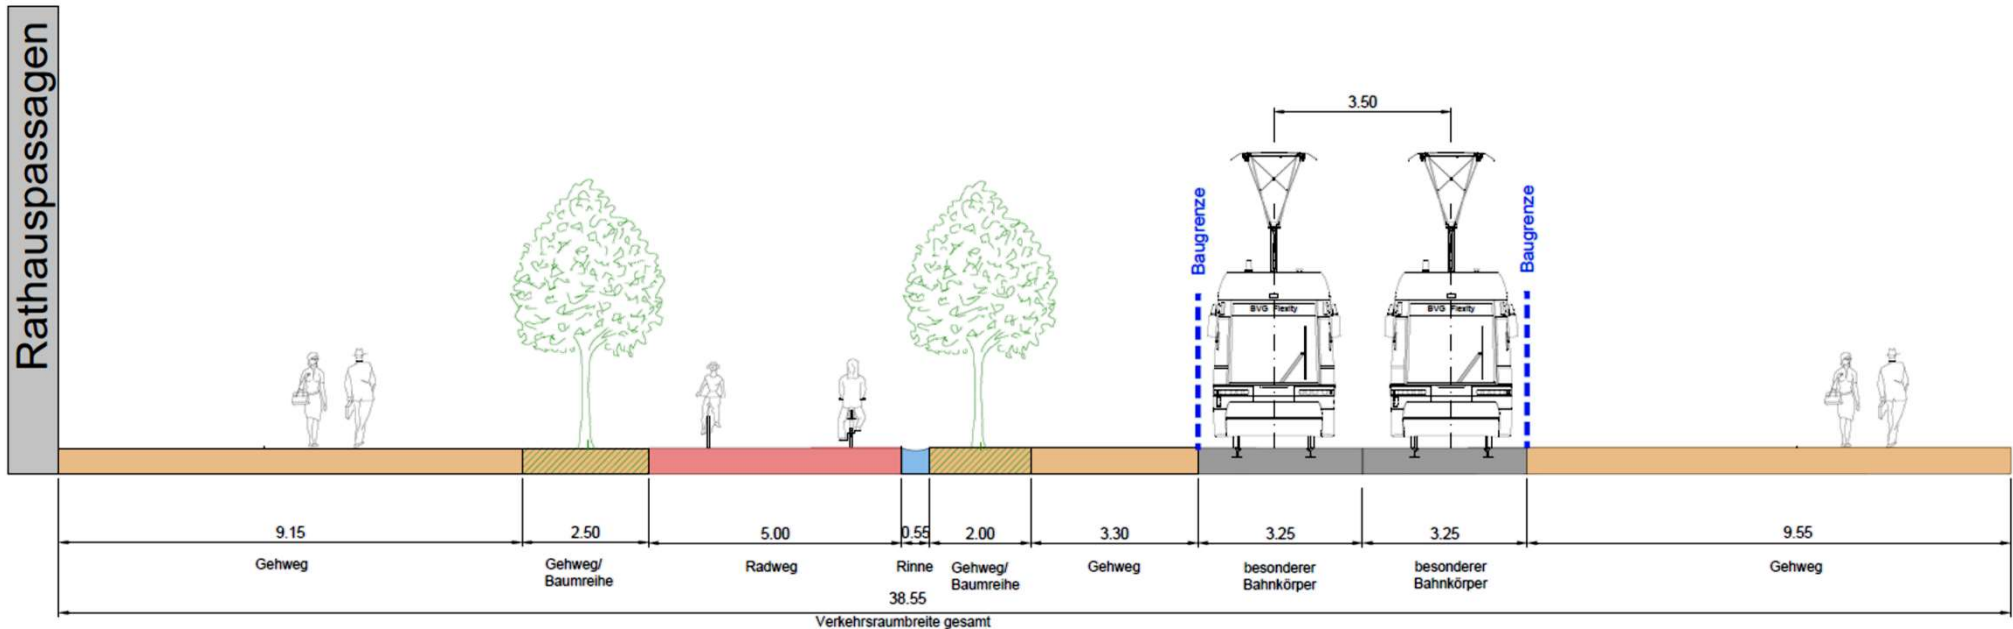 Rathauspassagen
3.50
Baugrenze
Baugrenze
BVG Flexity
BVG Flexity
9.15
2.50
5.00
0.55
2.00
3.30
3.25
3.25
9.55
Gehweg
Gehweg/
Baumreihe
Radweg
Rinne
Gehweg/
Baumreihe
Gehweg
besonderer
Bahnkörper
besonderer
Bahnkörper
Gehweg
38.55
Verkehrsraumbreite gesamt